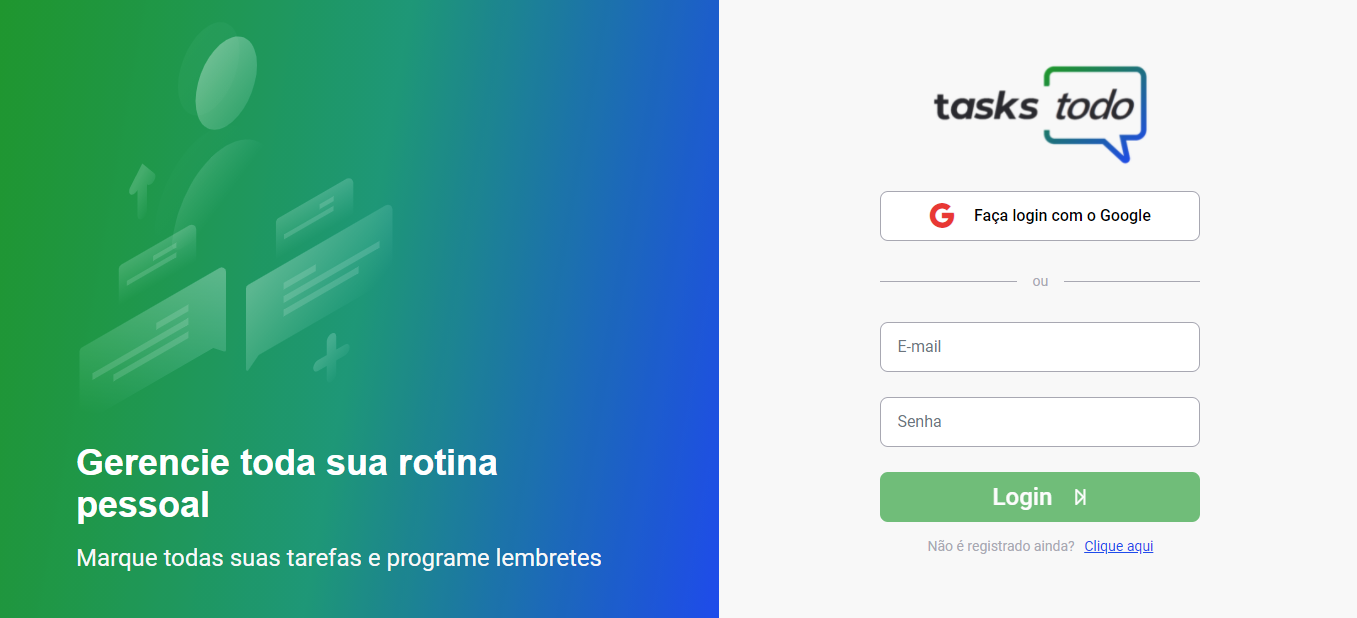 Gerencie toda sua rotina
pessoal
Marque todas suas tarefas e programe lembretes
tasks todo
Faça login com o Google
ou
E-mail
Senha
Login
Não é registrado ainda? Clique aqui